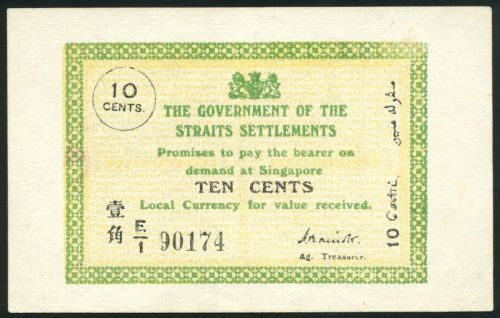 10
CENTS.
THE GOVERNMENT OF THE
STRAITS SETTLEMENTS
Promises to pay the bearer on
demand at Singapore
TEN CENTS
Local Currency for value received.
壹
角
E/1 90174
Ag. Treasurer.
10